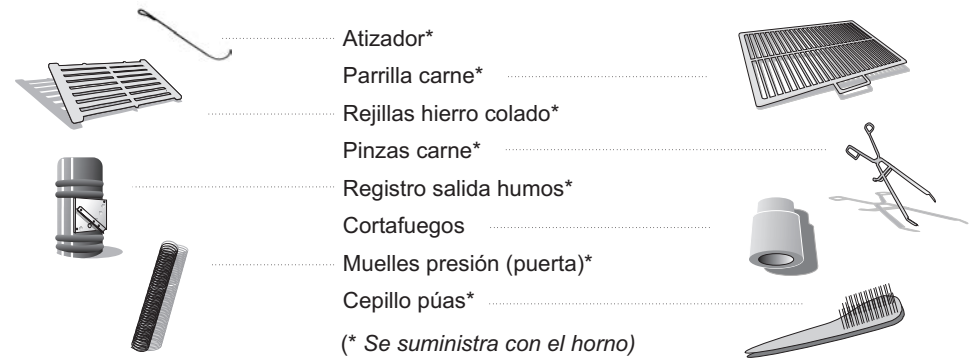 Atizador*
Parrilla carne*
Rejillas hierro colado*
Pinzas carne*
Registro salida humos*
Cortafuegos
Muelles presión (puerta)*
Cepillo púas*
(* Se suministra con el horno)